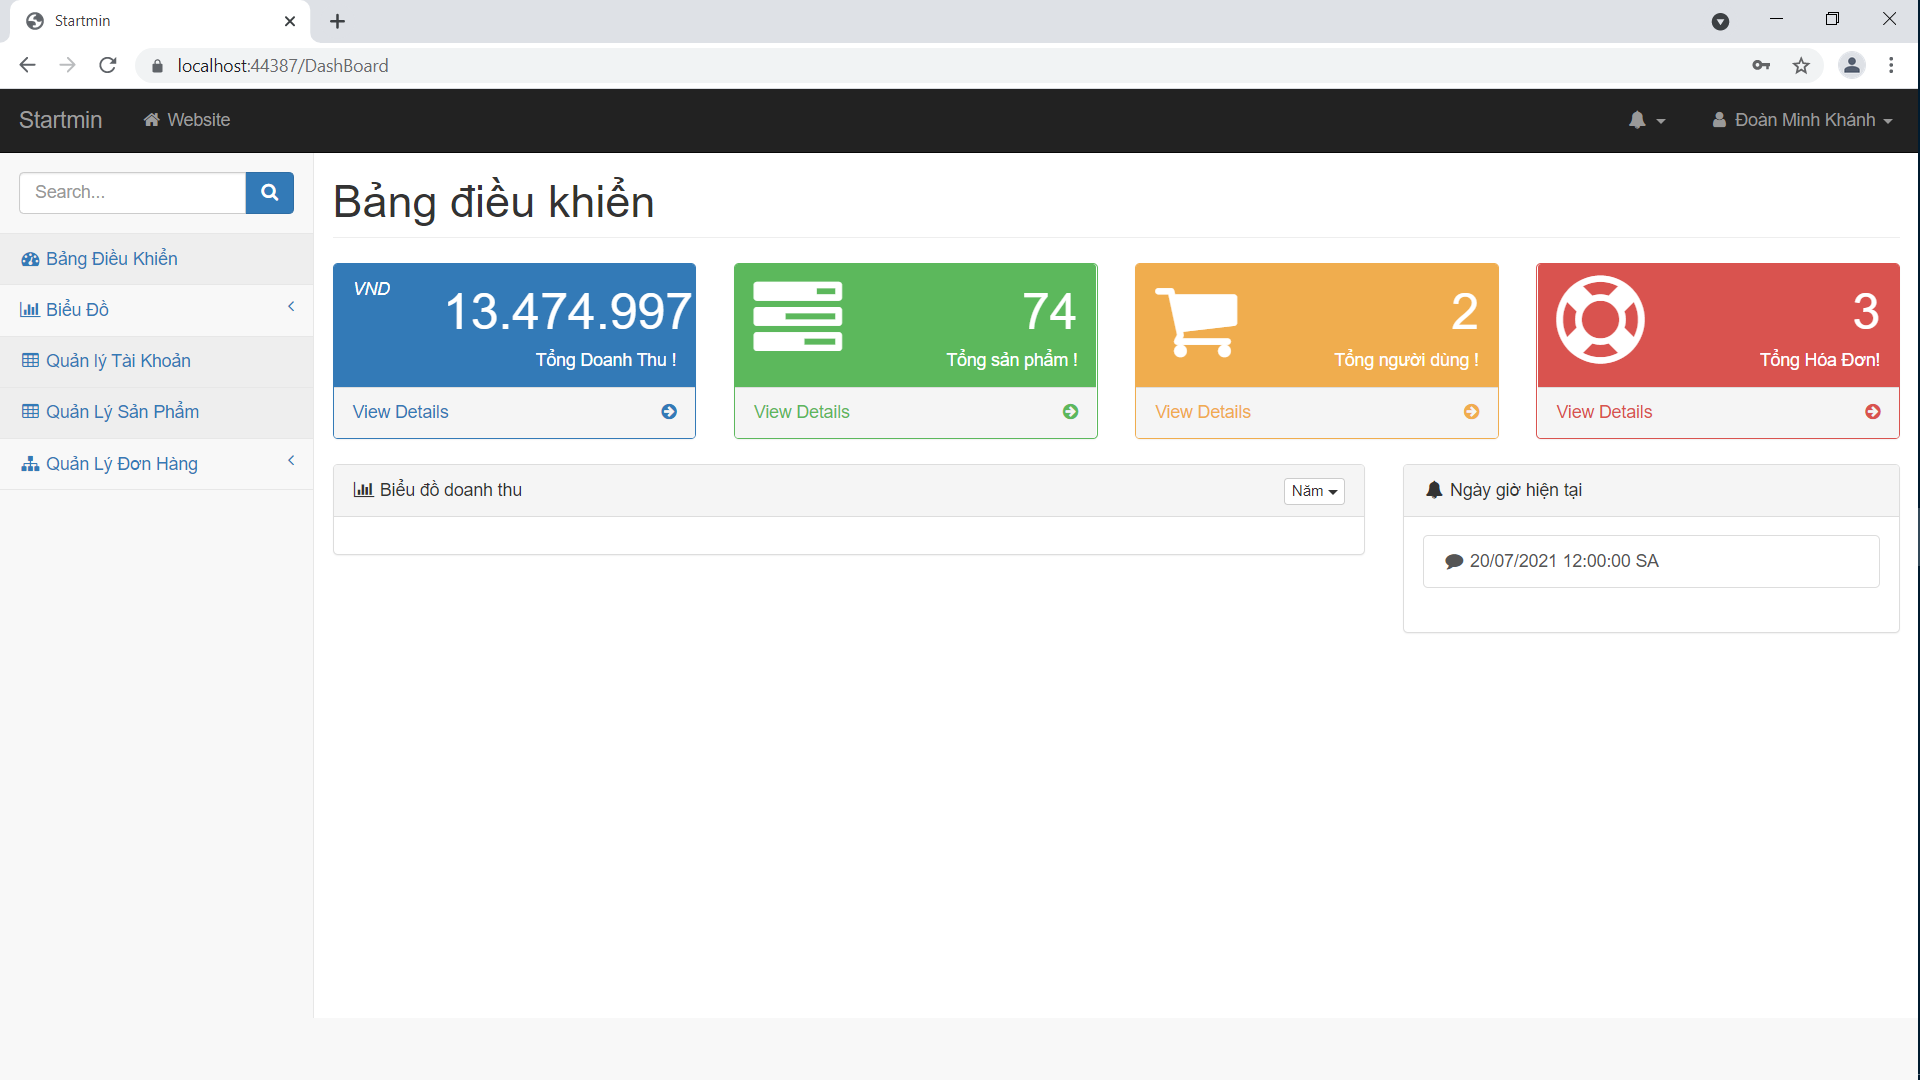 Startmin
localhost:44387/DashBoard
Startmin
Website
Đoàn Minh Khánh
Search...
Bảng Điều Khiển
Biểu Đồ
Quản lý Tài Khoản
Quản Lý Sản Phẩm
Quản Lý Đơn Hàng
Bảng điều khiển
VND
13.474.997
Tổng Doanh Thu !
View Details
74
Tổng sản phẩm !
View Details
2
Tổng người dùng !
View Details
3
Tổng Hóa Đơn!
View Details
Biểu đồ doanh thu
Năm
Ngày giờ hiện tại
20/07/2021 12:00:00 SA